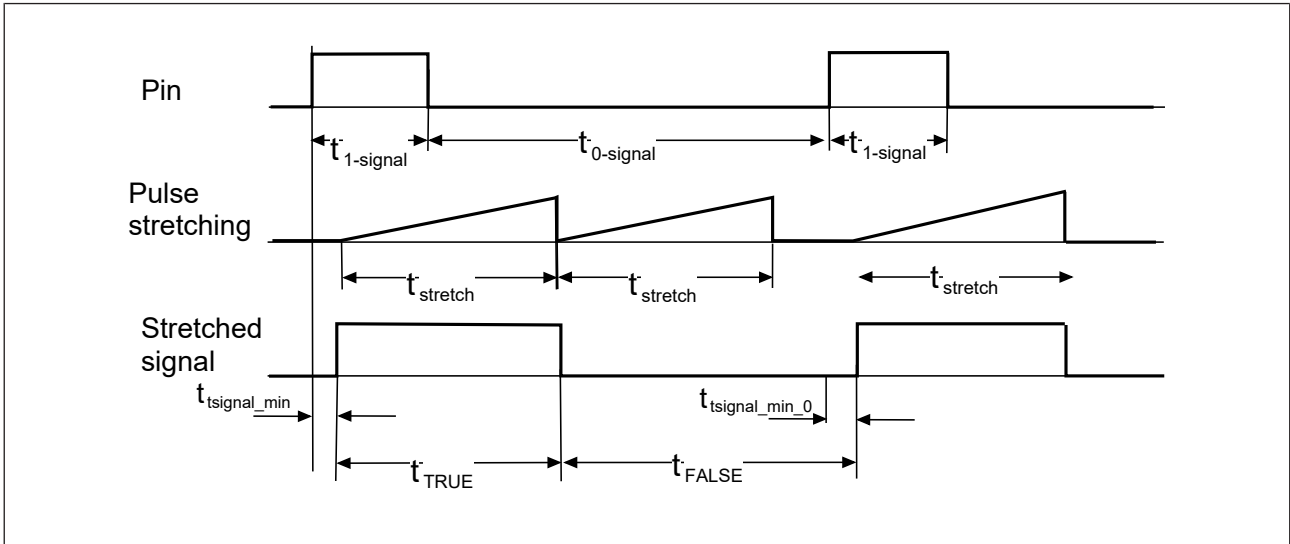 Pin
t1-signal
t0-signal
t1-signal
Pulse
stretching
tstretch
tstretch
tstretch
Stretched
signal
ttsignal_min
ttsignal_min_0
tTRUE
tFALSE